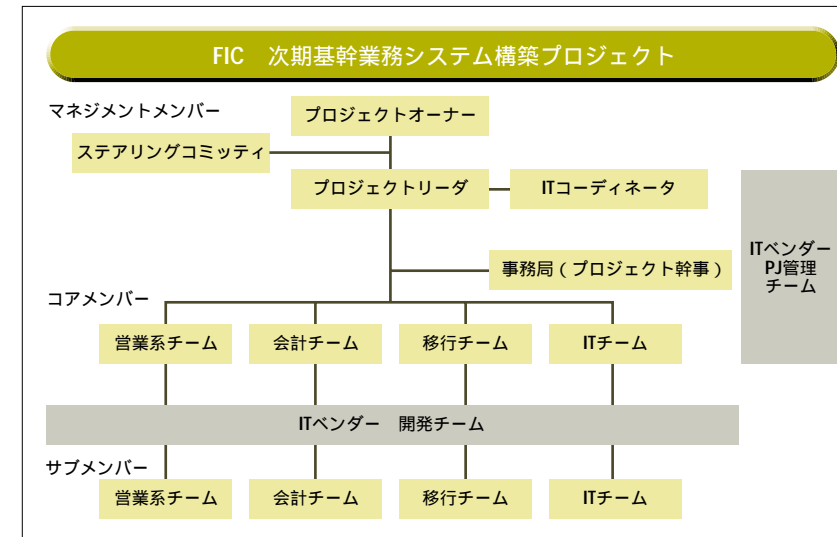 FIC　次期基幹業務システム構築プロジェクト
マネジメントメンバー
プロジェクトオーナー
ステアリングコミッティ
プロジェクトリーダ
ITコーディネータ
ITベンダー
PJ管理
チーム
事務局（プロジェクト幹事）
コアメンバー
営業系チーム
会計チーム
移行チーム
ITチーム
ITベンダー　開発チーム
サブメンバー
営業系チーム
会計チーム
移行チーム
ITチーム